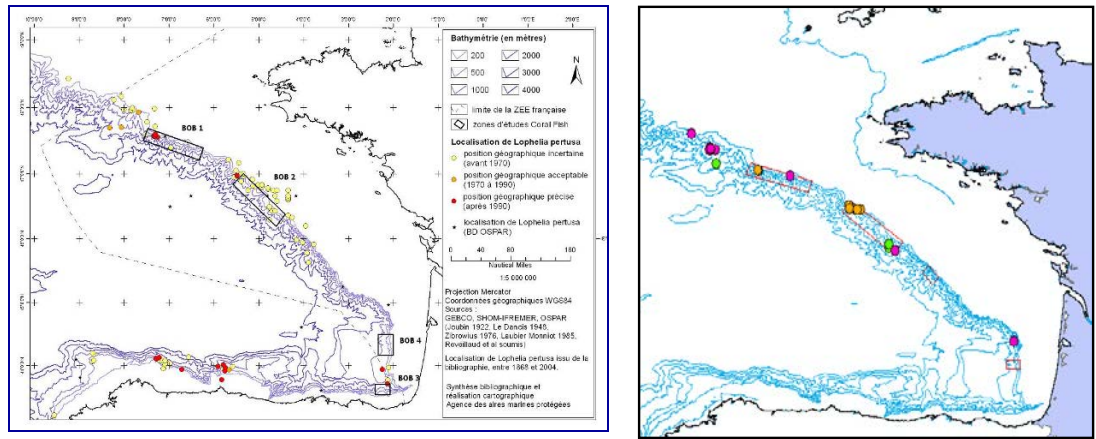 Bathymétrie (en mètres)
200
2000
500
3000
1000
4000
N
limite de la ZEE française
zones d'études Coral Fish
Localisation de Lophelia pertusa
position géographique incertaine
(avant 1970)
position géographique acceptable
(1970 à 1990)
position géographique précise
(après 1990)
localisation de Lophelia pertusa
(BD OSPAR)
0 40 80 160
Nautical Miles
1:5 000 000
Projection Mercator
Coordonnées géographiques WGS84
Sources :
GEBCO, SHOM-IFREMER, OSPAR
(Joubin 1922, Le Danois 1948,
Zibrowius 1976, Laubier Monniot 1985,
Reveillaud et al soumis)
Localisation de Lophelia pertusa issu de la
bibliographie, entre 1868 et 2004.
Synthèse bibliographique et
réalisation cartographique
Agence des aires marines protégées
BOB 1
BOB 2
BOB 4
BOB 3